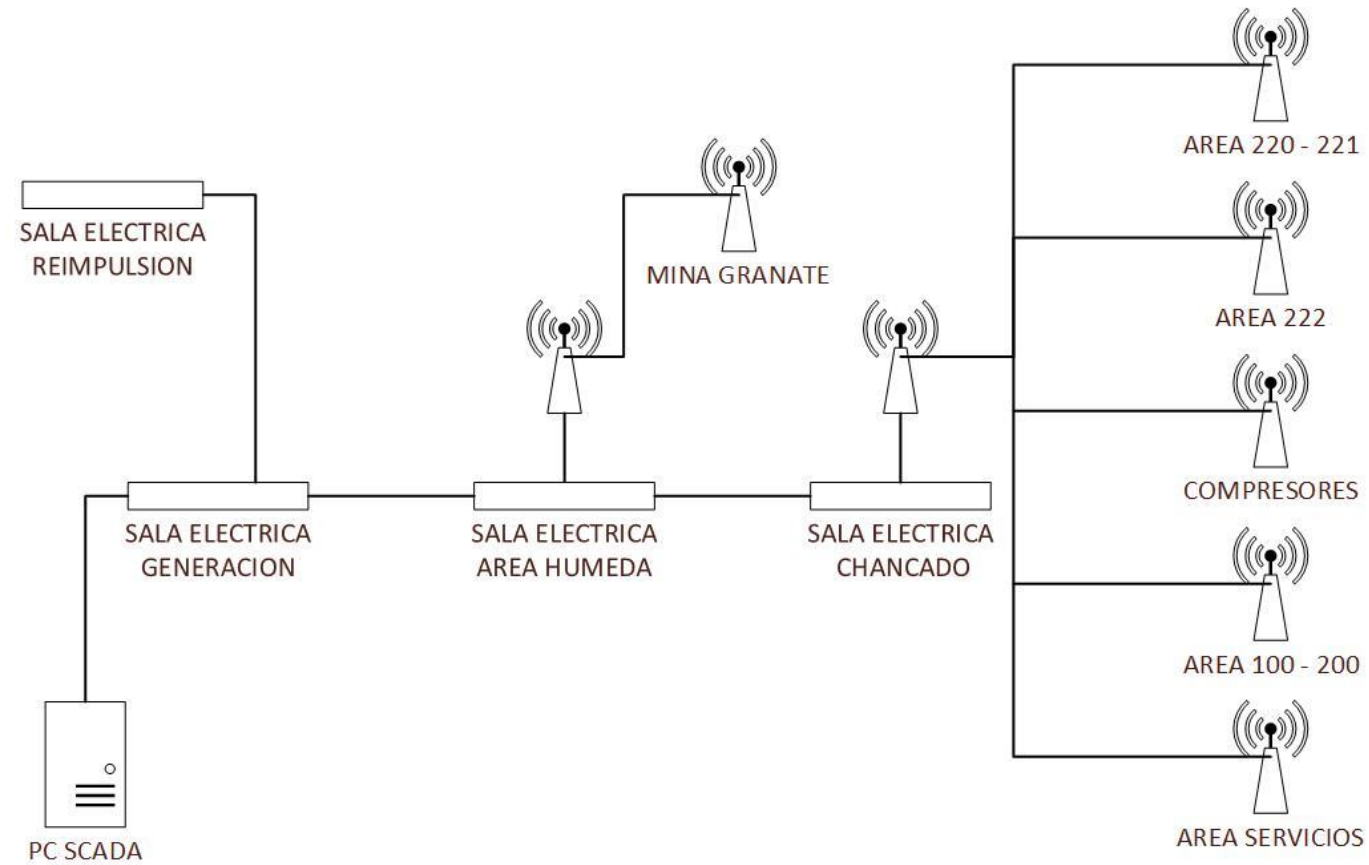 AREA 220 - 221
SALA ELECTRICA
REIMPULSION
MINA GRANATE
AREA 222
COMPRESORES
SALA ELECTRICA
GENERACION
SALA ELECTRICA
AREA HUMEDA
SALA ELECTRICA
CHANCADO
AREA 100 - 200
AREA SERVICIOS
PC SCADA